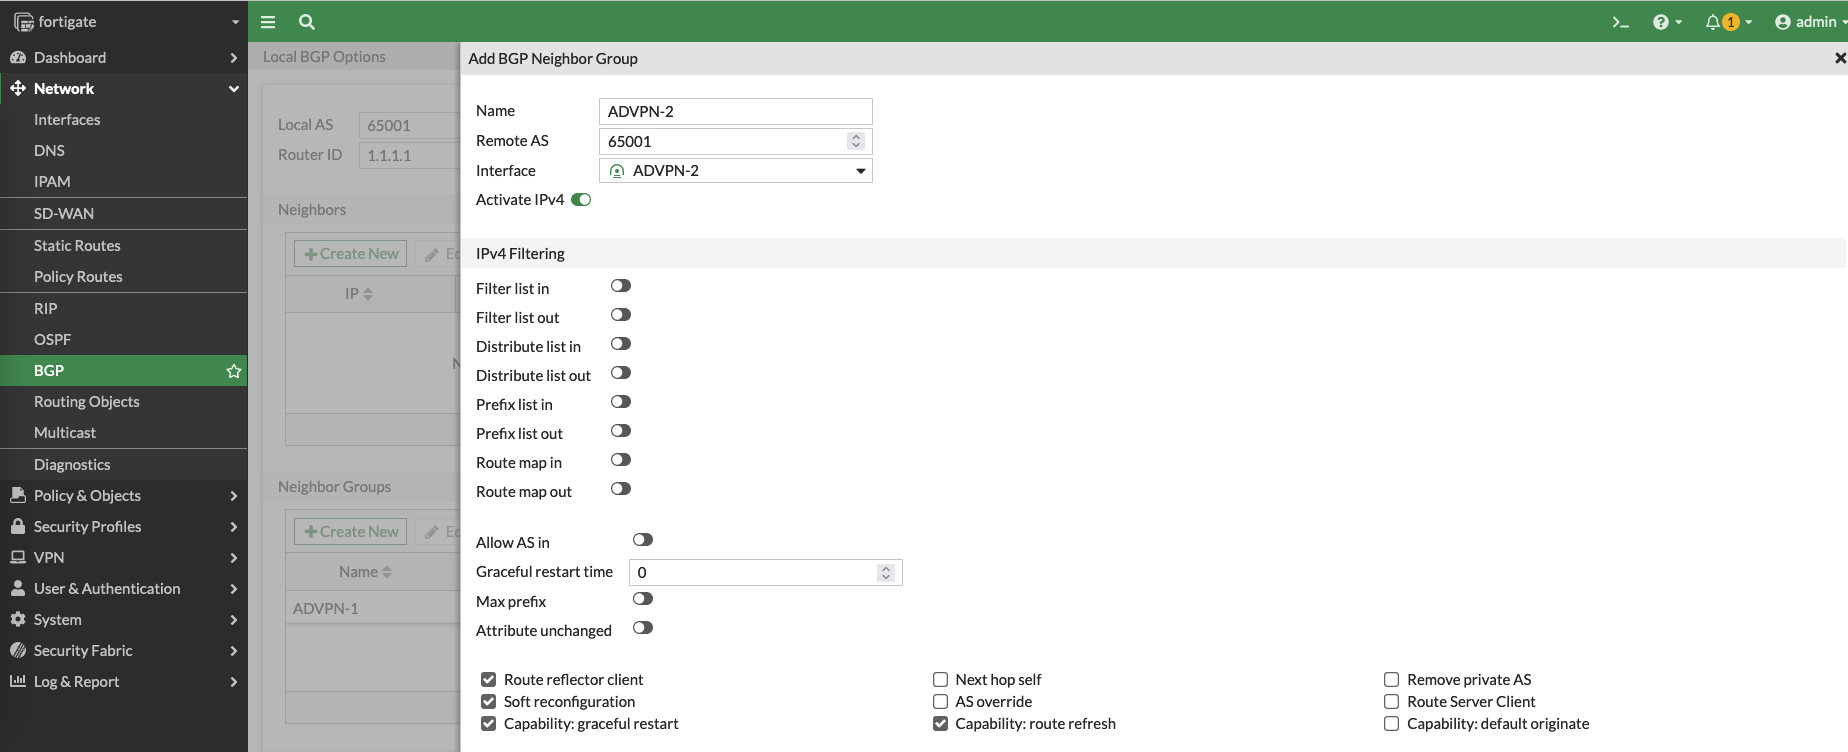 fortigate
1
admin
Dashboard
Network
Interfaces
DNS
IPAM
SD-WAN
Static Routes
Policy Routes
RIP
OSPF
BGP
Routing Objects
Multicast
Diagnostics
Policy & Objects
Security Profiles
VPN
User & Authentication
System
Security Fabric
Log & Report
Local BGP Options
Local AS 65001
Router ID 1.1.1.1
Neighbors
Create New
IP
Neighbor Groups
Create New
Name
ADVPN-1
Add BGP Neighbor Group
Name ADVPN-2
Remote AS 65001
Interface ADVPN-2
Activate IPv4
IPv4 Filtering
Filter list in
Filter list out
Distribute list in
Distribute list out
Prefix list in
Prefix list out
Route map in
Route map out
Allow AS in
Graceful restart time 0
Max prefix
Attribute unchanged
Route reflector client Next hop self Remove private AS
Soft reconfiguration AS override Route Server Client
Capability: graceful restart Capability: route refresh Capability: default originate